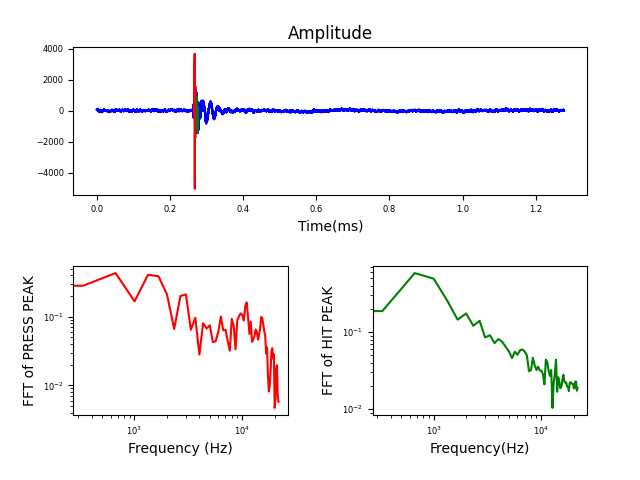 Amplitude
4000
2000
0
−2000
−4000
0.0 0.2 0.4 0.6 0.8 1.0 1.2
Time(ms)
FFT of PRESS PEAK
10⁻¹
10⁻²
10³ 10⁴
Frequency (Hz)
FFT of HIT PEAK
10⁻¹
10⁻²
10³ 10⁴
Frequency(Hz)